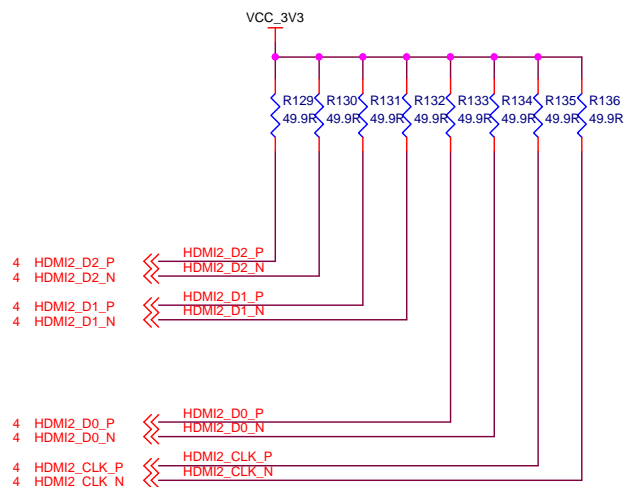 VCC_3V3
R129 R130 R131 R132 R133 R134 R135 R136
49.9R 49.9R 49.9R 49.9R 49.9R 49.9R 49.9R 49.9R
HDMI2_D2_P
4 HDMI2_D2_P
HDMI2_D2_N
4 HDMI2_D2_N
HDMI2_D1_P
4 HDMI2_D1_P
HDMI2_D1_N
4 HDMI2_D1_N
HDMI2_D0_P
4 HDMI2_D0_P
HDMI2_D0_N
4 HDMI2_D0_N
HDMI2_CLK_P
4 HDMI2_CLK_P
HDMI2_CLK_N
4 HDMI2_CLK_N